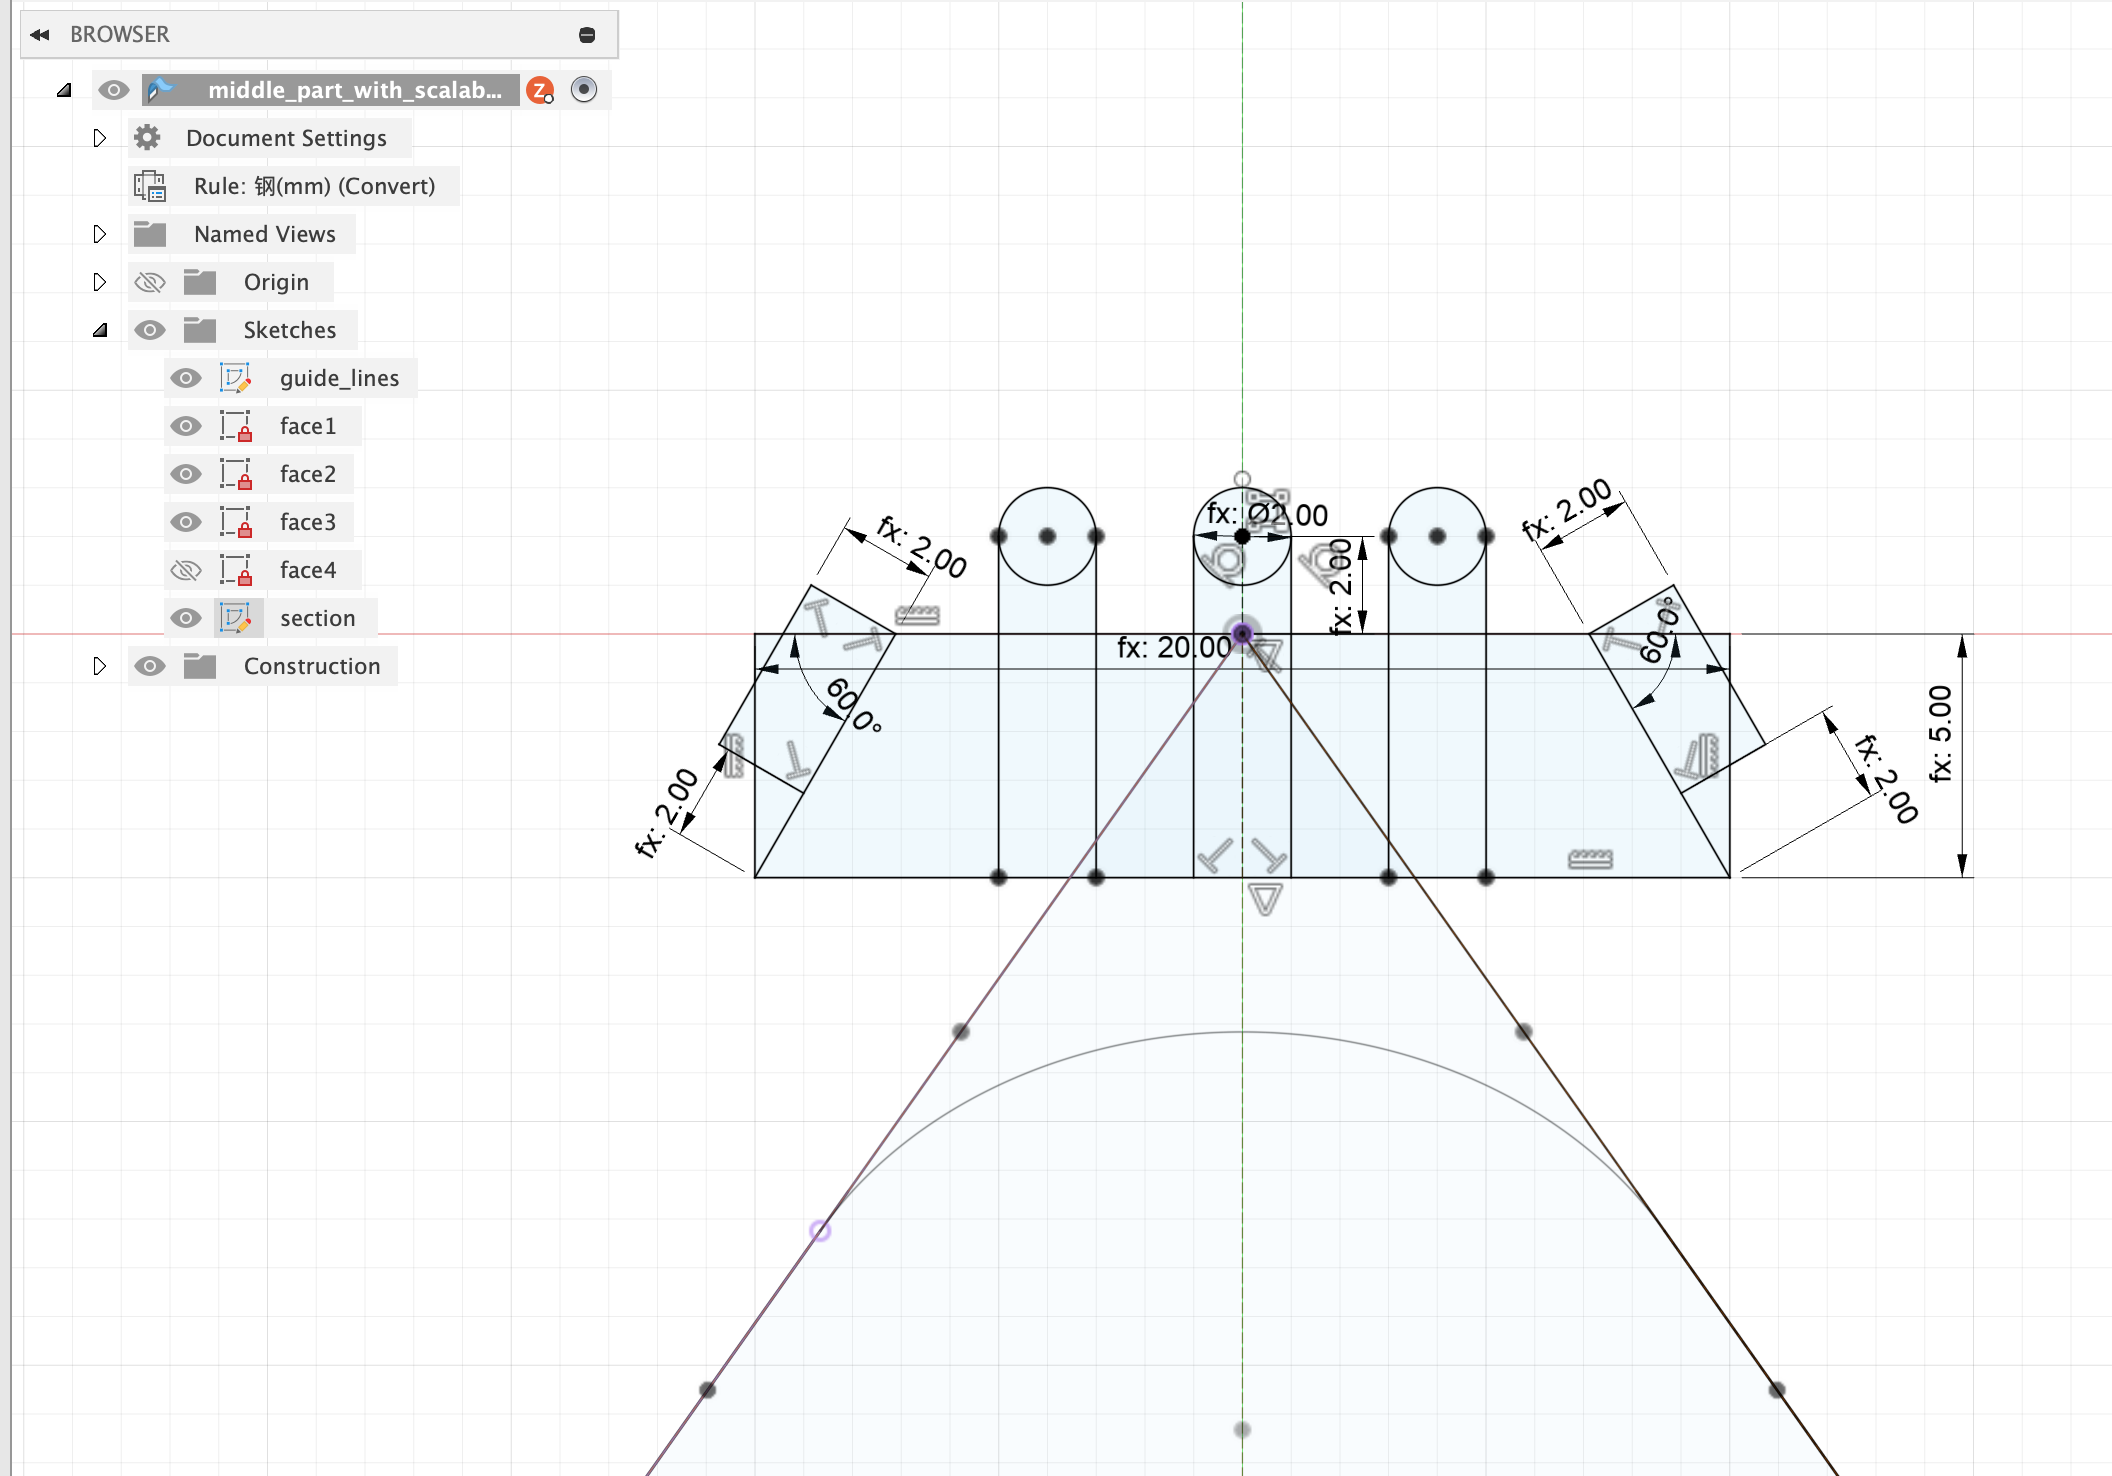 BROWSER
middle_part_with_scalab...
Z
Document Settings
Rule: 钢(mm) (Convert)
Named Views
Origin
Sketches
guide_lines
face1
face2
face3
face4
section
Construction
fx: 2.00
fx: Ø2.00
fx: 2.00
fx: 2.00
fx: 20.00
60.0°
60.0°
fx: 2.00
fx: 2.00
fx: 5.00